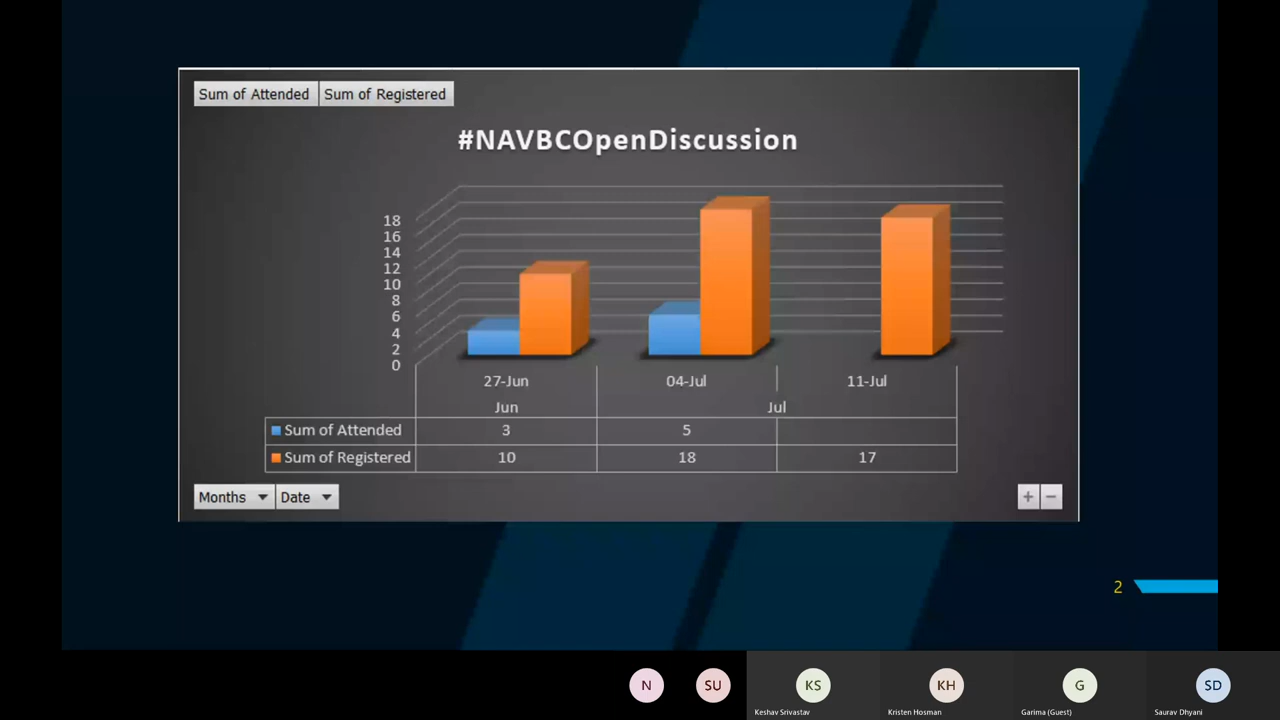 Sum of Attended Sum of Registered
#NAVBCOpenDiscussion
18
16
14
12
10
8
6
4
2
0
27-Jun 04-Jul 11-Jul
Jun Jul
Sum of Attended 3 5
Sum of Registered 10 18 17
Months Date + −
2
N SU KS KH G SD
Keshav Srivastav Kristen Hosman Garima (Guest) Saurav Dhyani